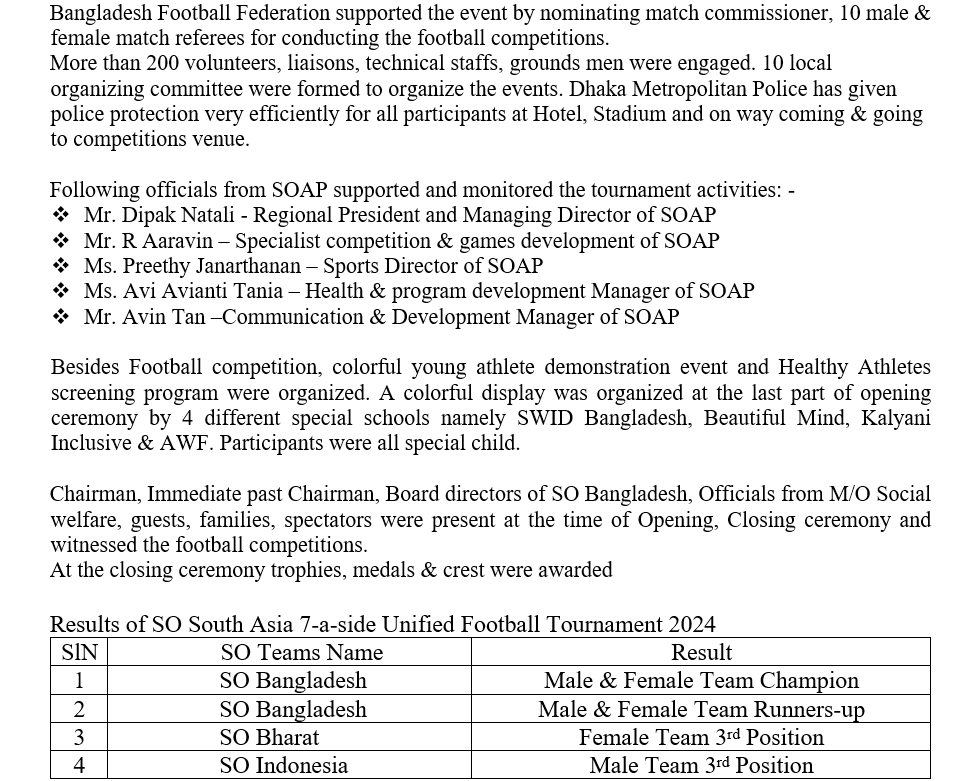 Bangladesh Football Federation supported the event by nominating match commissioner, 10 male &
female match referees for conducting the football competitions.
More than 200 volunteers, liaisons, technical staffs, grounds men were engaged. 10 local
organizing committee were formed to organize the events. Dhaka Metropolitan Police has given
police protection very efficiently for all participants at Hotel, Stadium and on way coming & going
to competitions venue.
Following officials from SOAP supported and monitored the tournament activities: -
❖ Mr. Dipak Natali - Regional President and Managing Director of SOAP
❖ Mr. R Aaravin – Specialist competition & games development of SOAP
❖ Ms. Preethy Janarthanan – Sports Director of SOAP
❖ Ms. Avi Avianti Tania – Health & program development Manager of SOAP
❖ Mr. Avin Tan –Communication & Development Manager of SOAP
Besides Football competition, colorful young athlete demonstration event and Healthy Athletes
screening program were organized. A colorful display was organized at the last part of opening
ceremony by 4 different special schools namely SWID Bangladesh, Beautiful Mind, Kalyani
Inclusive & AWF. Participants were all special child.
Chairman, Immediate past Chairman, Board directors of SO Bangladesh, Officials from M/O Social
welfare, guests, families, spectators were present at the time of Opening, Closing ceremony and
witnessed the football competitions.
At the closing ceremony trophies, medals & crest were awarded
Results of SO South Asia 7-a-side Unified Football Tournament 2024
SlN SO Teams Name Result
1 SO Bangladesh Male & Female Team Champion
2 SO Bangladesh Male & Female Team Runners-up
3 SO Bharat Female Team 3rd Position
4 SO Indonesia Male Team 3rd Position